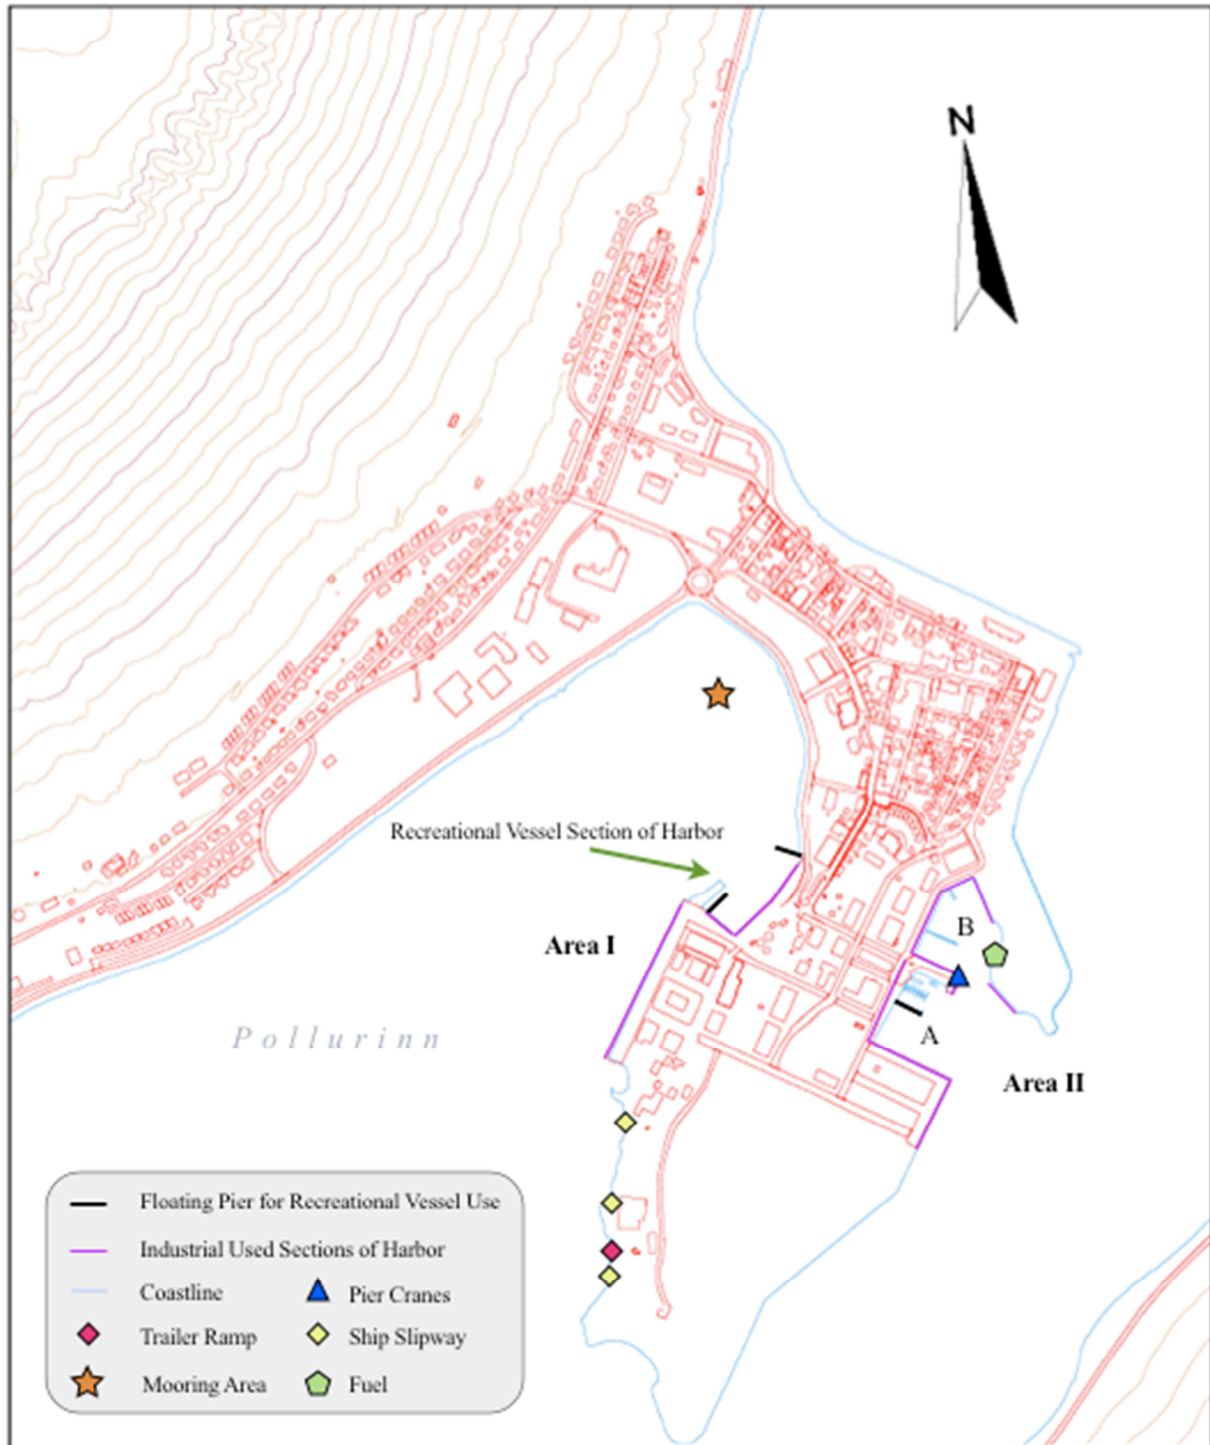 N
Recreational Vessel Section of Harbor
Area I
B
A
Pollurinn
Area II
Floating Pier for Recreational Vessel Use
Industrial Used Sections of Harbor
Coastline
Pier Cranes
Trailer Ramp
Ship Slipway
Mooring Area
Fuel